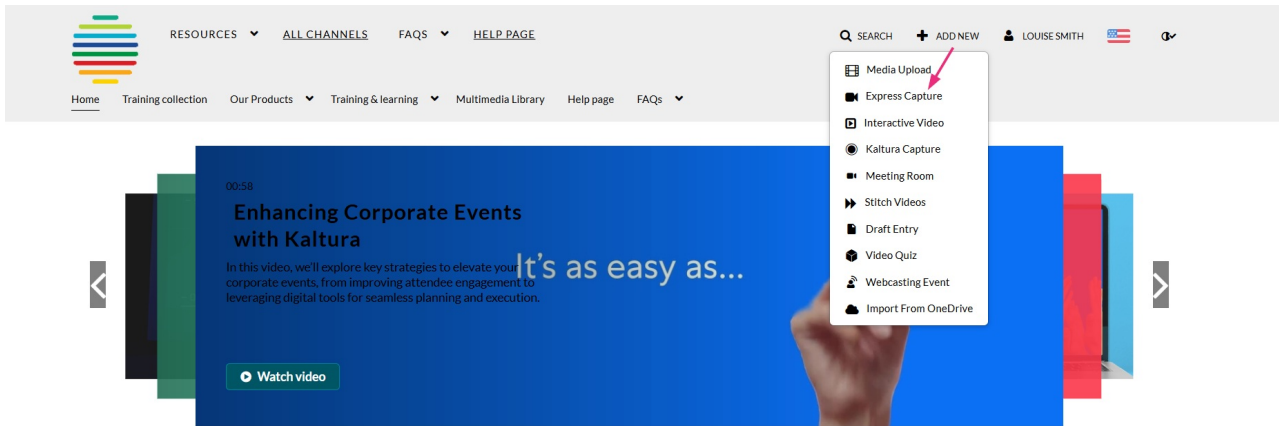 RESOURCES ALL CHANNELS FAQS HELP PAGE
SEARCH ADD NEW LOUISE SMITH
Home Training collection Our Products Training & learning Multimedia Library Help page FAQs
Media Upload
Express Capture
Interactive Video
Kaltura Capture
Meeting Room
Stitch Videos
Draft Entry
Video Quiz
Webcasting Event
Import From OneDrive
00:58
Enhancing Corporate Events
with Kaltura
In this video, we'll explore key strategies to elevate your
corporate events, from improving attendee engagement to
leveraging digital tools for seamless planning and execution.
It's as easy as...
Watch video